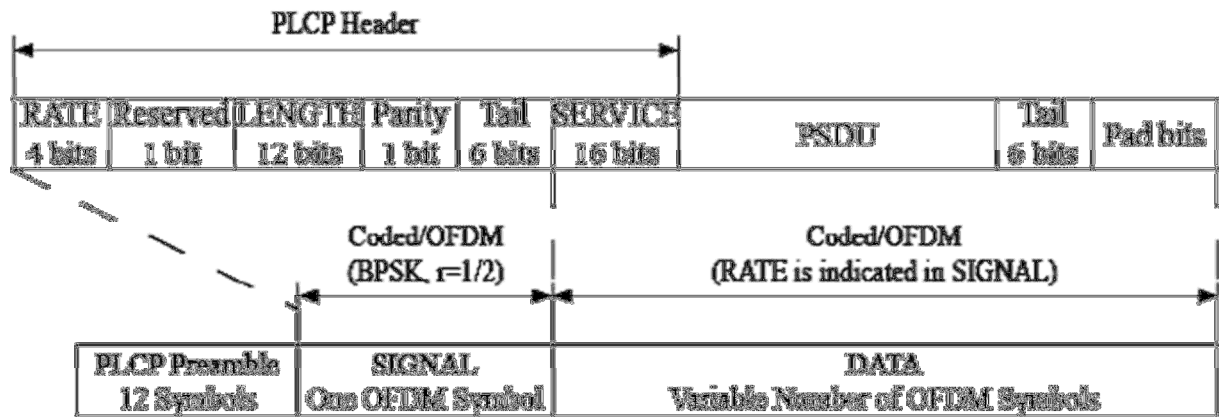 PLCP Header
RATE Reserved LENGTH Parity Tail SERVICE PSDU Tail Pad bits
4 bits 1 bit 12 bits 1 bit 6 bits 16 bits 6 bits
Coded/OFDM Coded/OFDM
(BPSK, r=1/2) (RATE is indicated in SIGNAL)
PLCP Preamble SIGNAL DATA
12 Symbols One OFDM Symbol Variable Number of OFDM Symbols